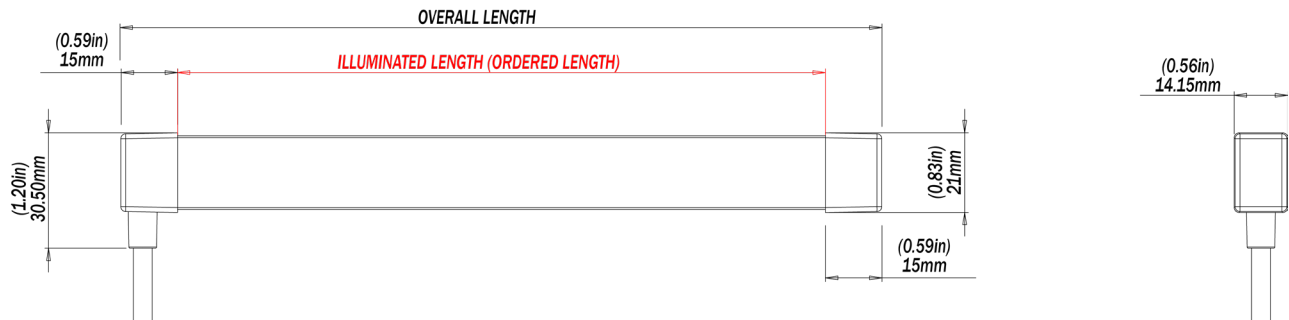 OVERALL LENGTH
(0.59in)
15mm
ILLUMINATED LENGTH (ORDERED LENGTH)
(0.56in)
14.15mm
(1.20in)
30.50mm
(0.83in)
21mm
(0.59in)
15mm